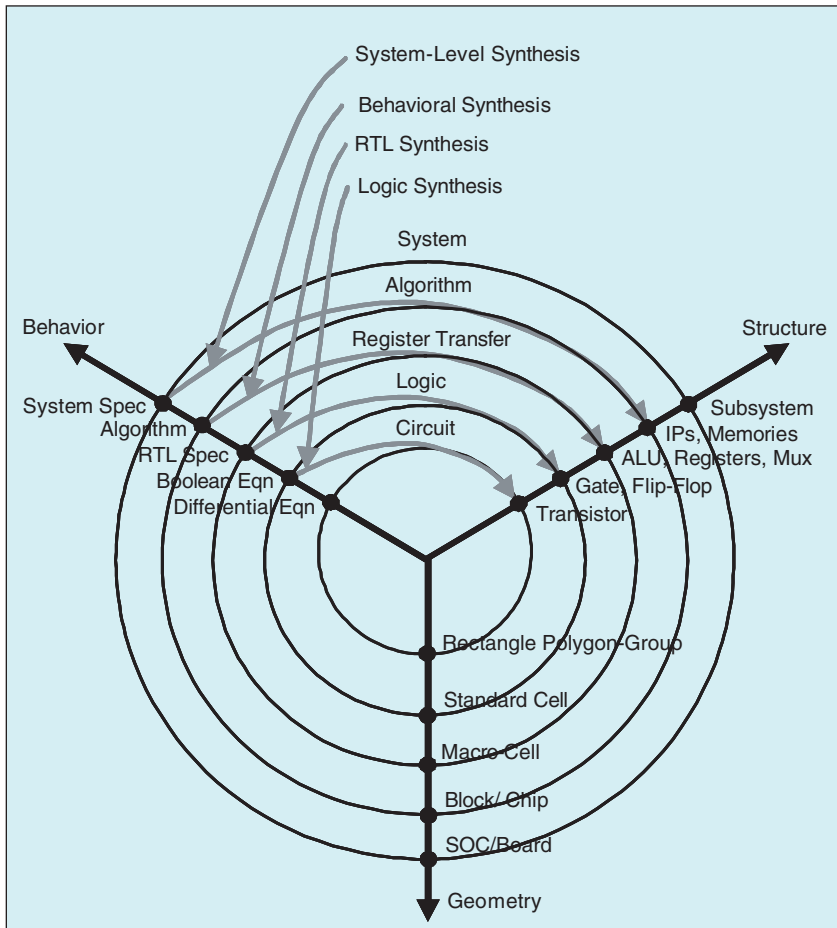 System-Level Synthesis
Behavioral Synthesis
RTL Synthesis
Logic Synthesis
System
Algorithm
Behavior
Structure
Register Transfer
Logic
System Spec
Subsystem
Algorithm
Circuit
IPs, Memories
RTL Spec
ALU, Registers, Mux
Boolean Eqn
Gate, Flip-Flop
Differential Eqn
Transistor
Rectangle Polygon-Group
Standard Cell
Macro-Cell
Block/ Chip
SOC/Board
Geometry